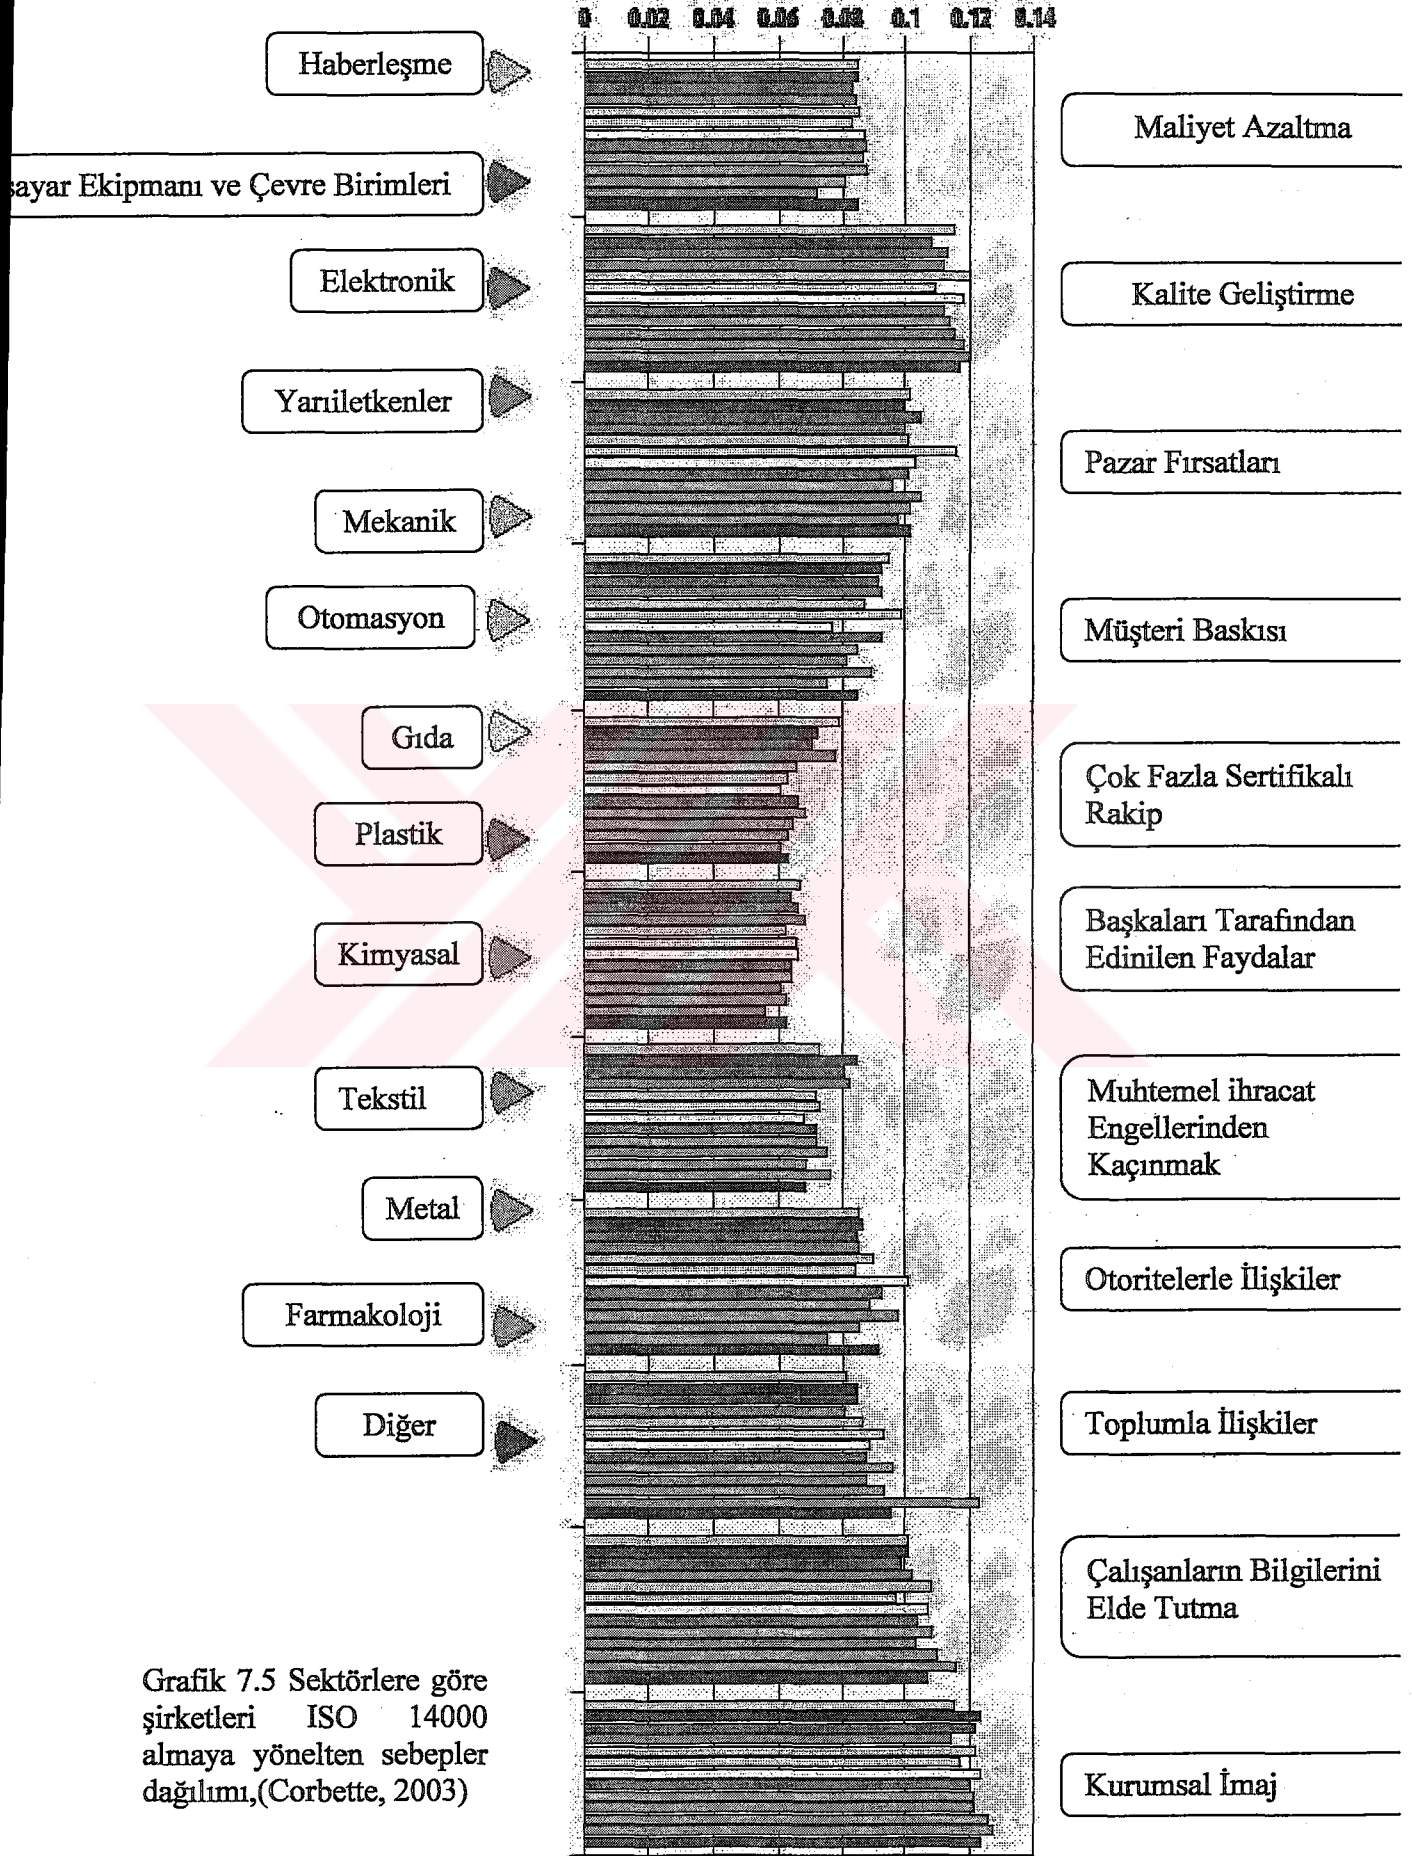 0 0.02 0.04 0.06 0.08 0.1 0.12 0.14
Haberleşme
sayar Ekipmanı ve Çevre Birimleri
Elektronik
Yarıiletkenler
Mekanik
Otomasyon
Gıda
Plastik
Kimyasal
Tekstil
Metal
Farmakoloji
Diğer
Maliyet Azaltma
Kalite Geliştirme
Pazar Fırsatları
Müşteri Baskısı
Çok Fazla Sertifikalı
Rakip
Başkaları Tarafından
Edinilen Faydalar
Muhtemel ihracat
Engellerinden
Kaçınmak
Otoritelerle İlişkiler
Toplumla İlişkiler
Çalışanların Bilgilerini
Elde Tutma
Kurumsal İmaj
Grafik 7.5 Sektörlere göre
şirketleri ISO 14000
almaya yönelten sebepler
dağılımı,(Corbette, 2003)